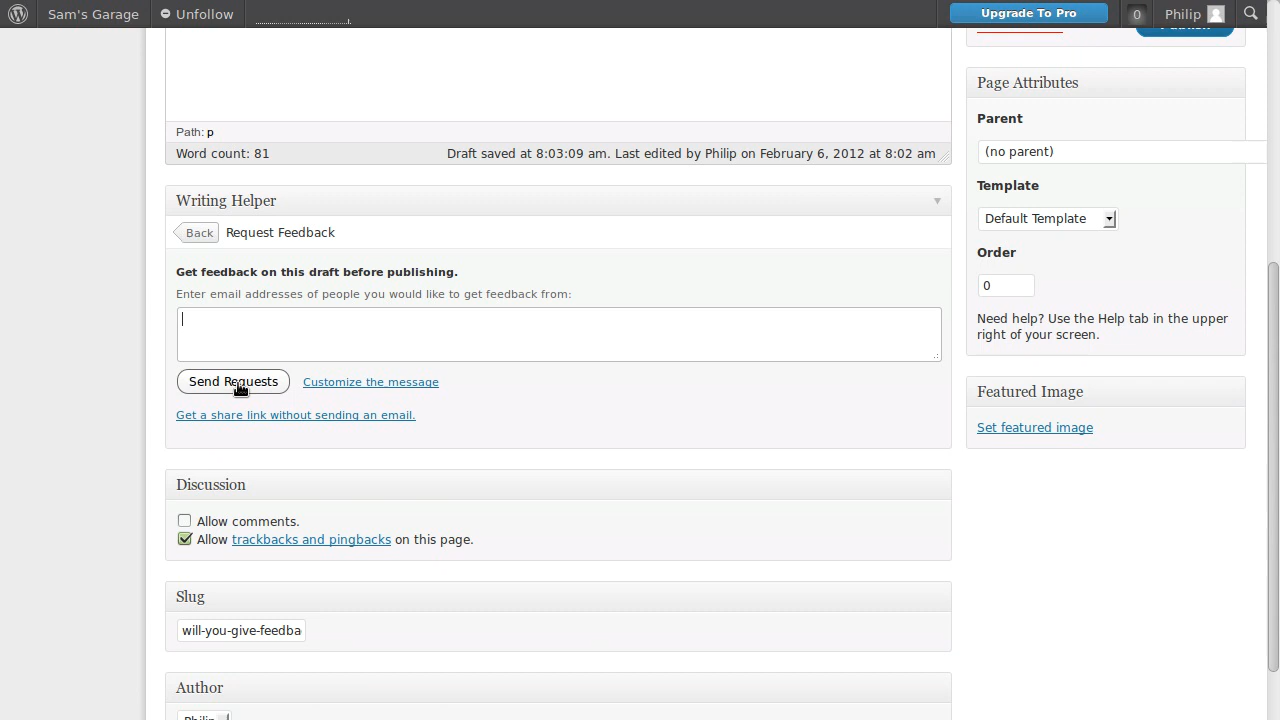 Sam's Garage
Unfollow
Upgrade To Pro
0
Philip
Path: p
Word count: 81
Draft saved at 8:03:09 am. Last edited by Philip on February 6, 2012 at 8:02 am
Writing Helper
Back
Request Feedback
Get feedback on this draft before publishing.
Enter email addresses of people you would like to get feedback from:
Send Requests
Customize the message
Get a share link without sending an email.
Discussion
Allow comments.
Allow trackbacks and pingbacks on this page.
Slug
will-you-give-feedba
Author
Philip
Page Attributes
Parent
(no parent)
Template
Default Template
Order
0
Need help? Use the Help tab in the upper
right of your screen.
Featured Image
Set featured image